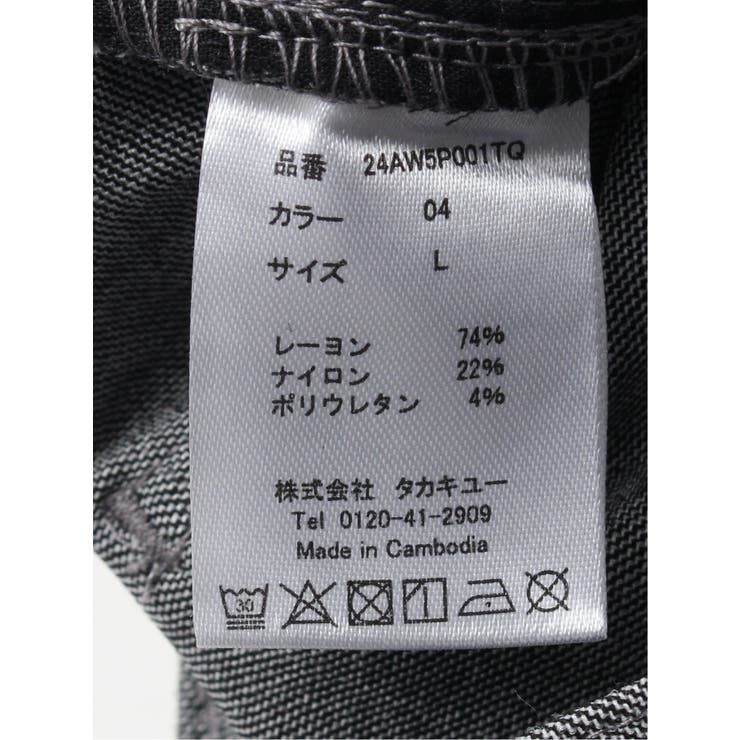 品番 24AW5P001TQ
カラー 04
サイズ L
レーヨン 74%
ナイロン 22%
ポリウレタン 4%
株式会社 タカキュー
Tel 0120-41-2909
Made in Cambodia
30